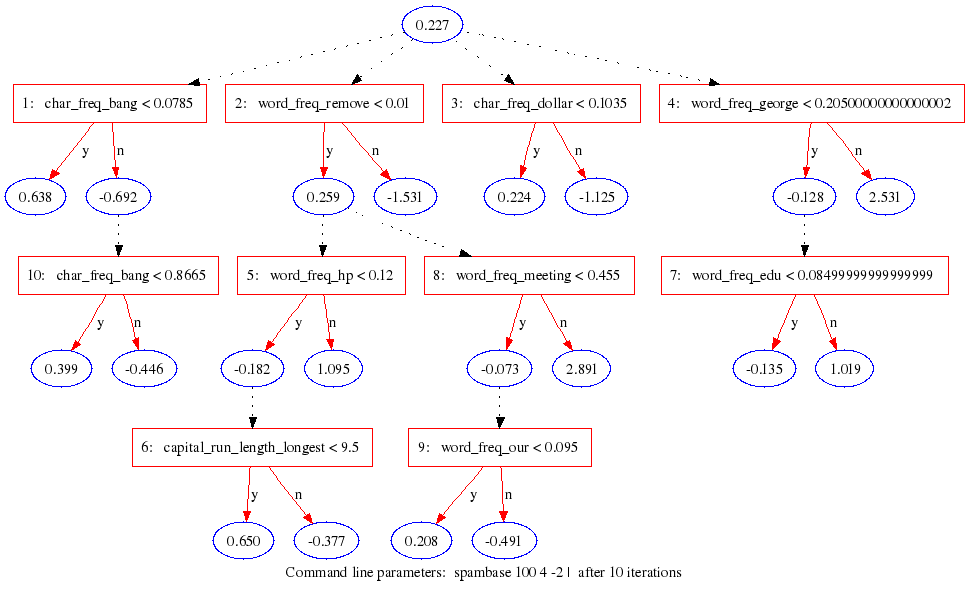 0.227
1: char_freq_bang < 0.0785
2: word_freq_remove < 0.01
3: char_freq_dollar < 0.1035
4: word_freq_george < 0.20500000000000002
y n y n y n y n
0.638 -0.692 0.259 -1.531 0.224 -1.125 -0.128 2.531
10: char_freq_bang < 0.8665
5: word_freq_hp < 0.12
8: word_freq_meeting < 0.455
7: word_freq_edu < 0.08499999999999999
y n y n y n y n
0.399 -0.446 -0.182 1.095 -0.073 2.891 -0.135 1.019
6: capital_run_length_longest < 9.5
9: word_freq_our < 0.095
y n y n
0.650 -0.377 0.208 -0.491
Command line parameters: spambase 100 4 -2 | after 10 iterations